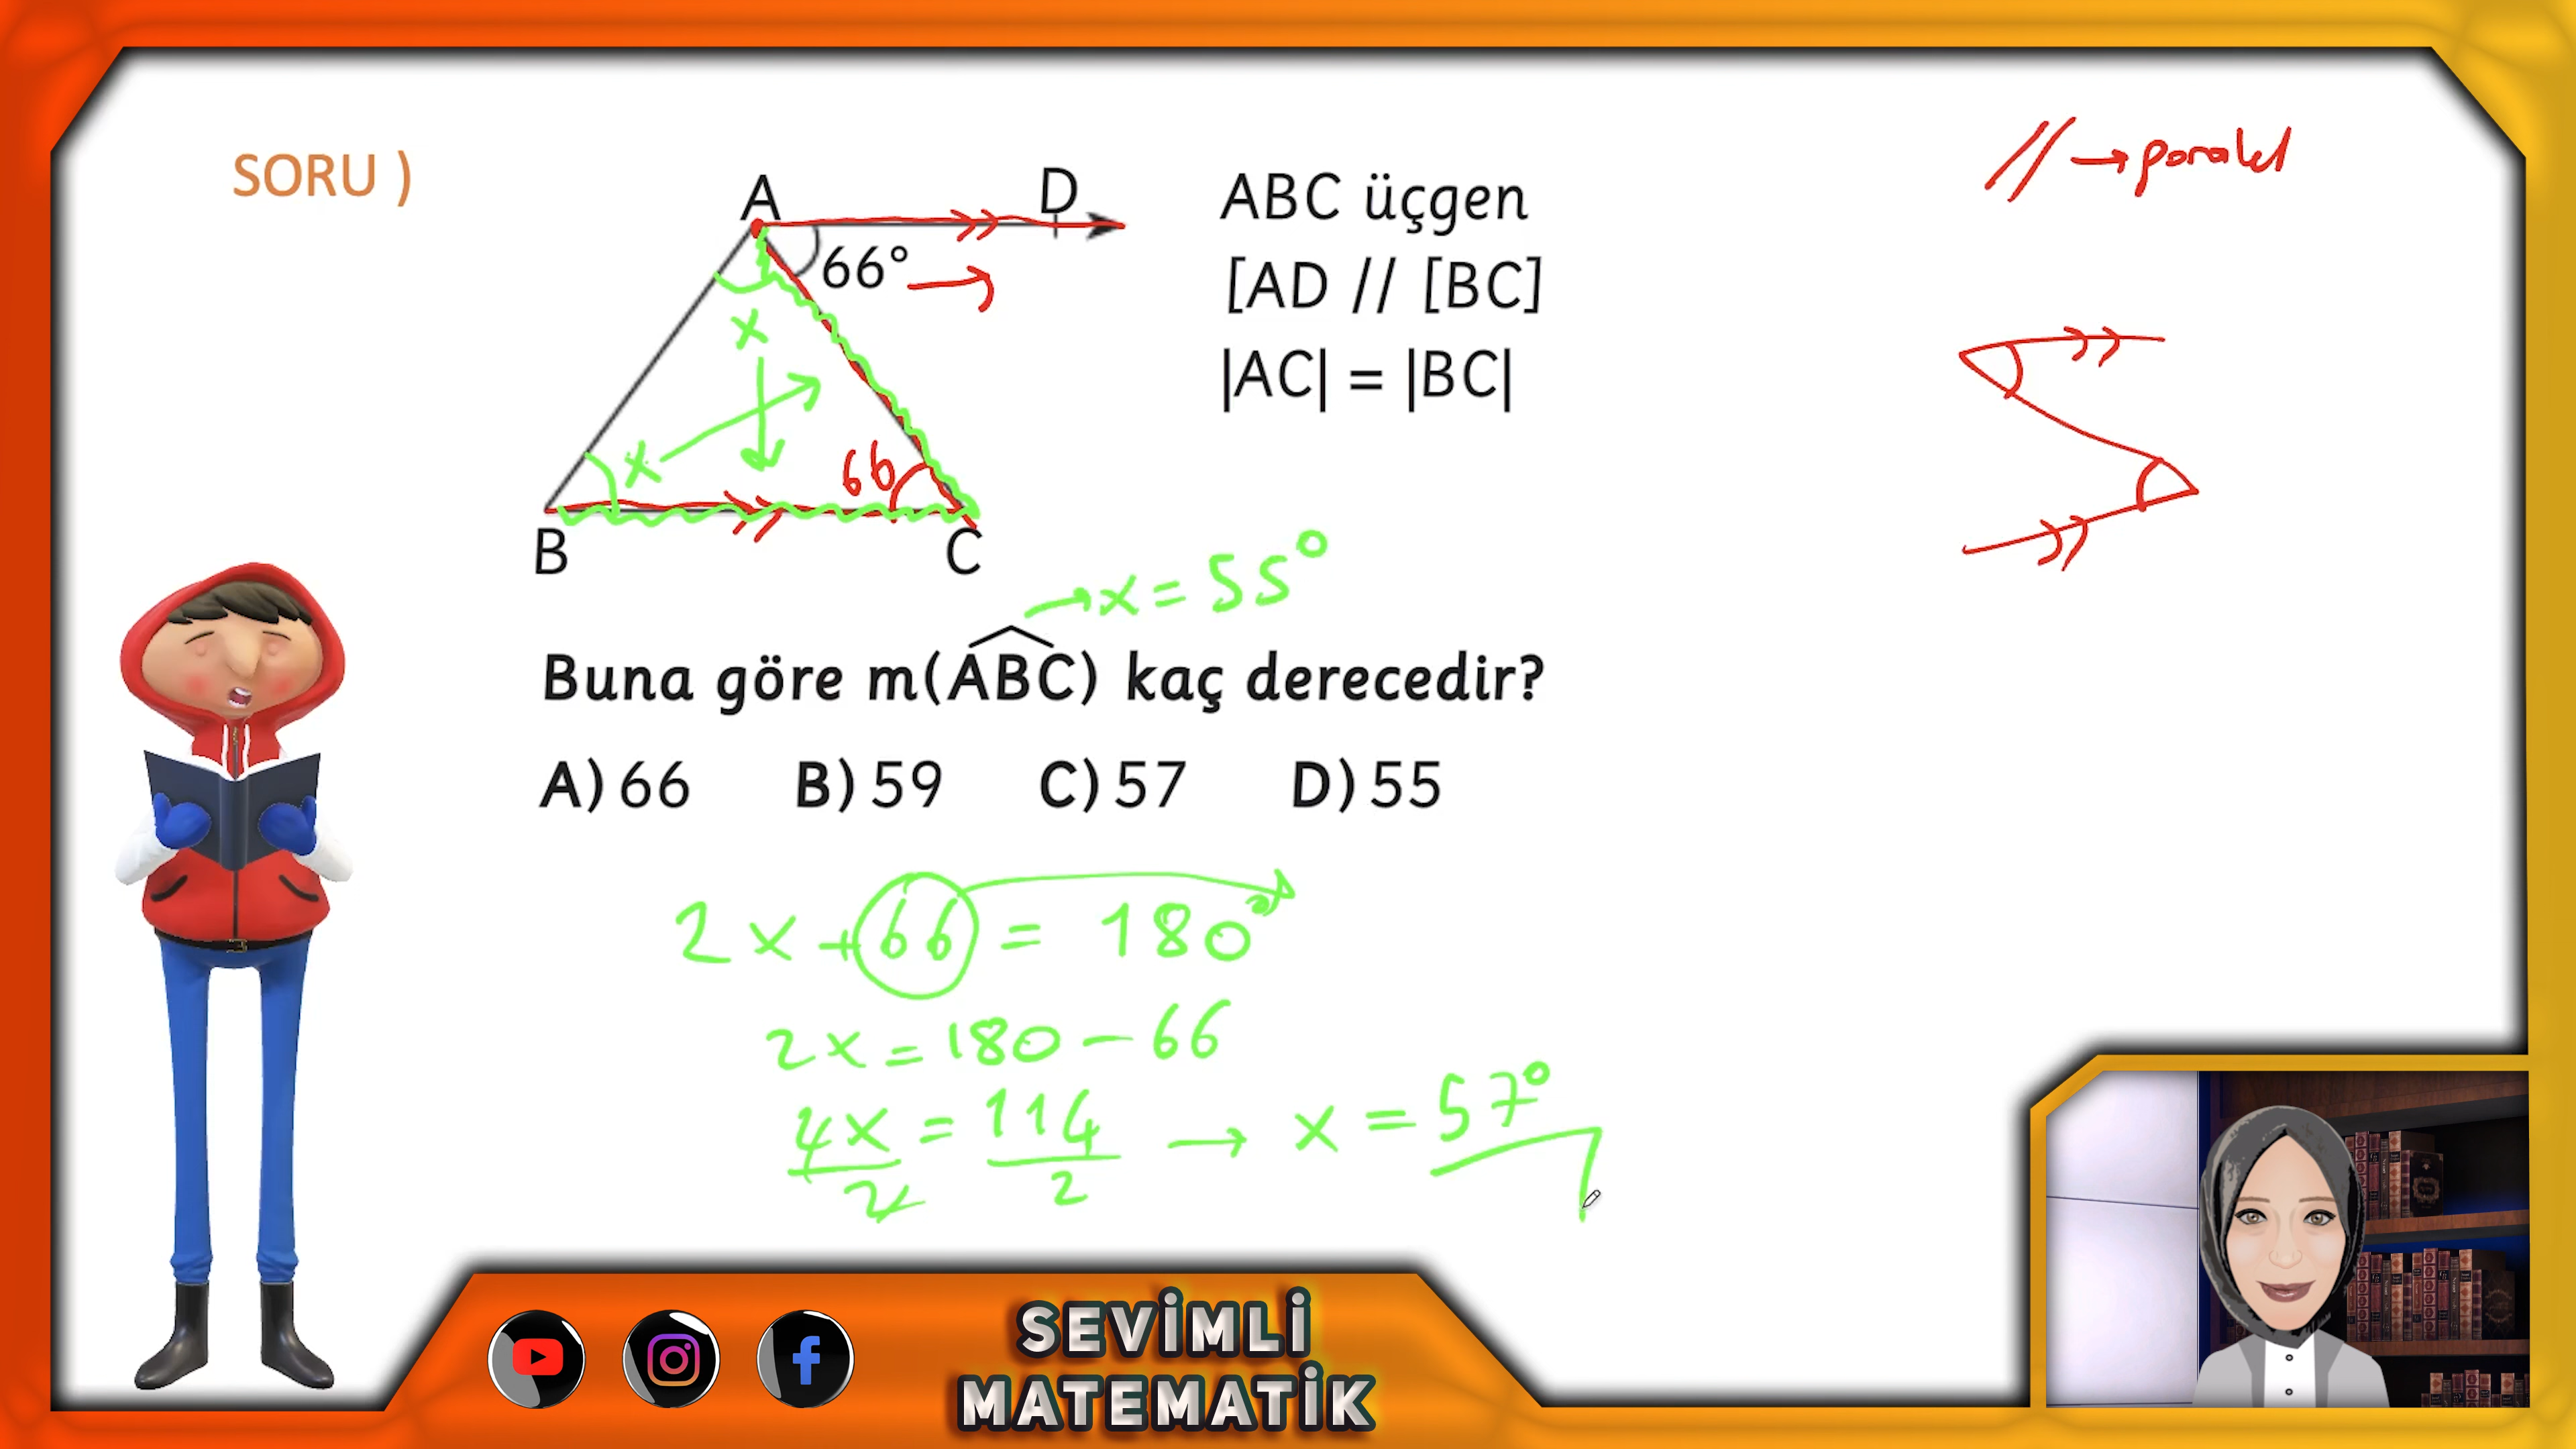 SORU )
A
D
66°
x
x
66
B
C
ABC üçgen
[AD // [BC]
|AC| = |BC|
// → paralel
→ x = 55°
Buna göre m(ABC) kaç derecedir?
A) 66 B) 59 C) 57 D) 55
2x + 66 = 180
2x = 180 - 66
2x = 114 → x = 57°
2 2
SEVİMLİ
MATEMATİK